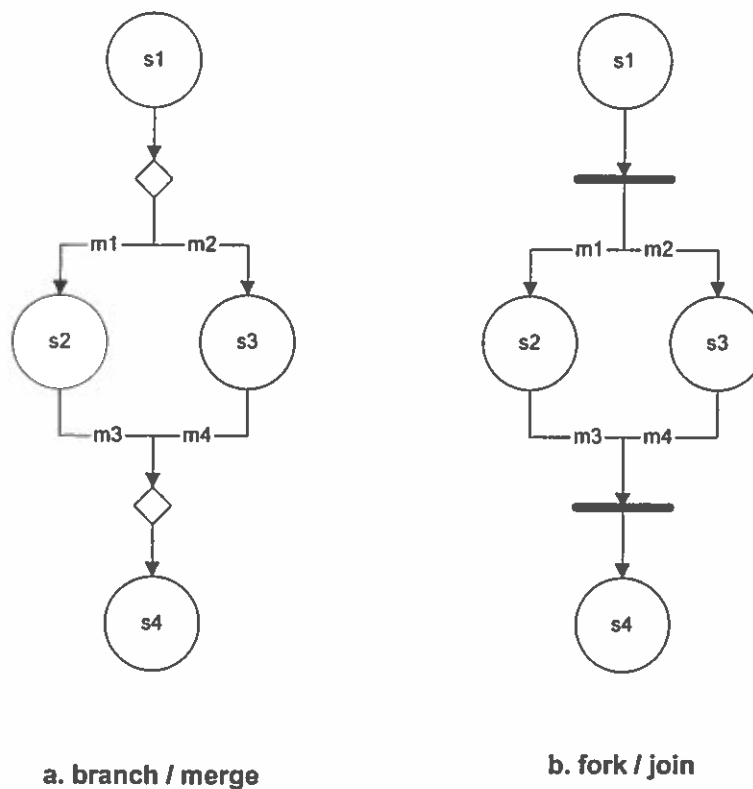 s1
m1 m2
s2 s3
m3 m4
s4
a. branch / merge
s1
m1 m2
s2 s3
m3 m4
s4
b. fork / join